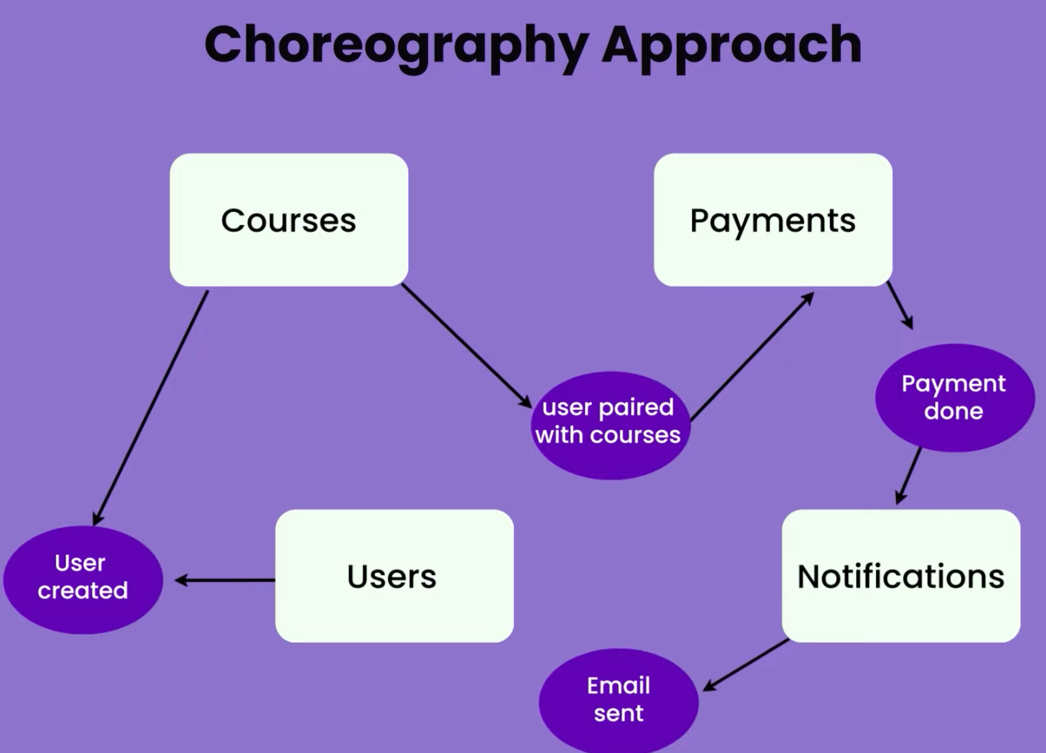 Choreography Approach
Courses
Payments
user paired
with courses
Payment
done
User
created
Users
Notifications
Email
sent